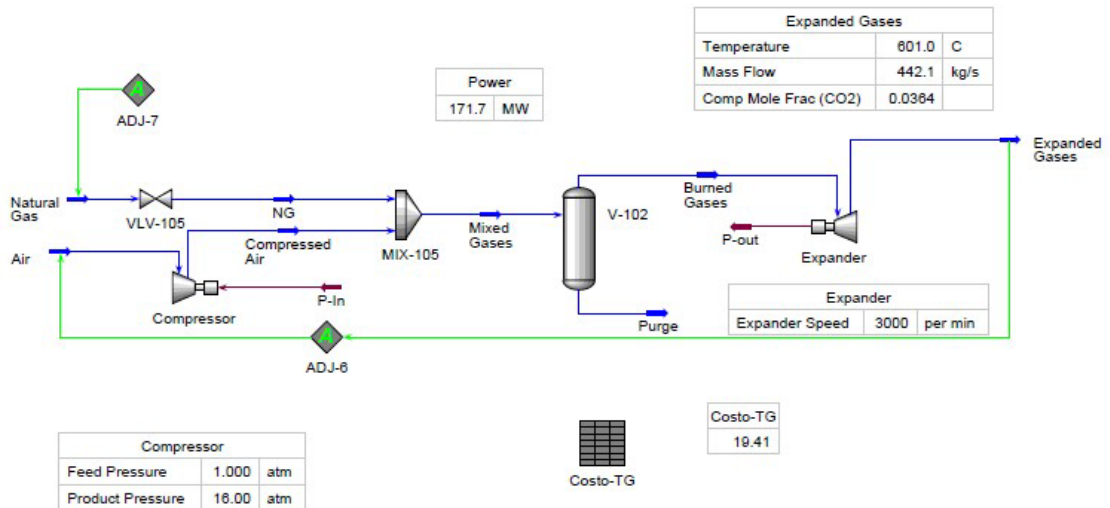 Expanded Gases
Temperature 601.0 C
Mass Flow 442.1 kg/s
Comp Mole Frac (CO2) 0.0364
Power
171.7 MW
A
ADJ-7
Natural
Gas
VLV-105
NG
Air
Compressed
Air
MIX-105
Mixed
Gases
V-102
Burned
Gases
P-out
Expander
Expanded
Gases
P-In
Compressor
Purge
Expander
Expander Speed 3000 per min
A
ADJ-6
Costo-TG
Costo-TG
19.41
Compressor
Feed Pressure 1.000 atm
Product Pressure 16.00 atm